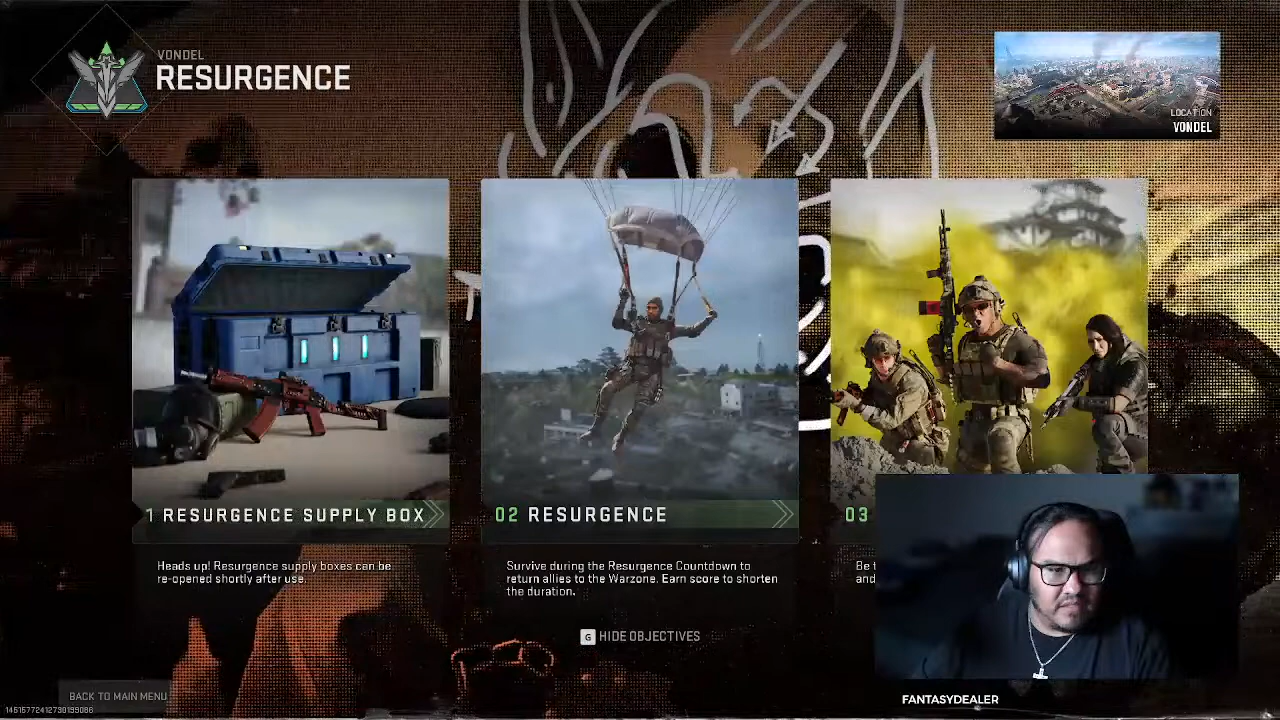 VONDEL
RESURGENCE
LOCATION
VONDEL
1 RESURGENCE SUPPLY BOX
Heads up! Resurgence supply boxes can be
re-opened shortly after use.
02 RESURGENCE
Survive during the Resurgence Countdown to
return allies to the Warzone. Earn score to shorten
the duration.
03
Be
and
G HIDE OBJECTIVES
BACK TO MAIN MENU
FANTASYDEALER